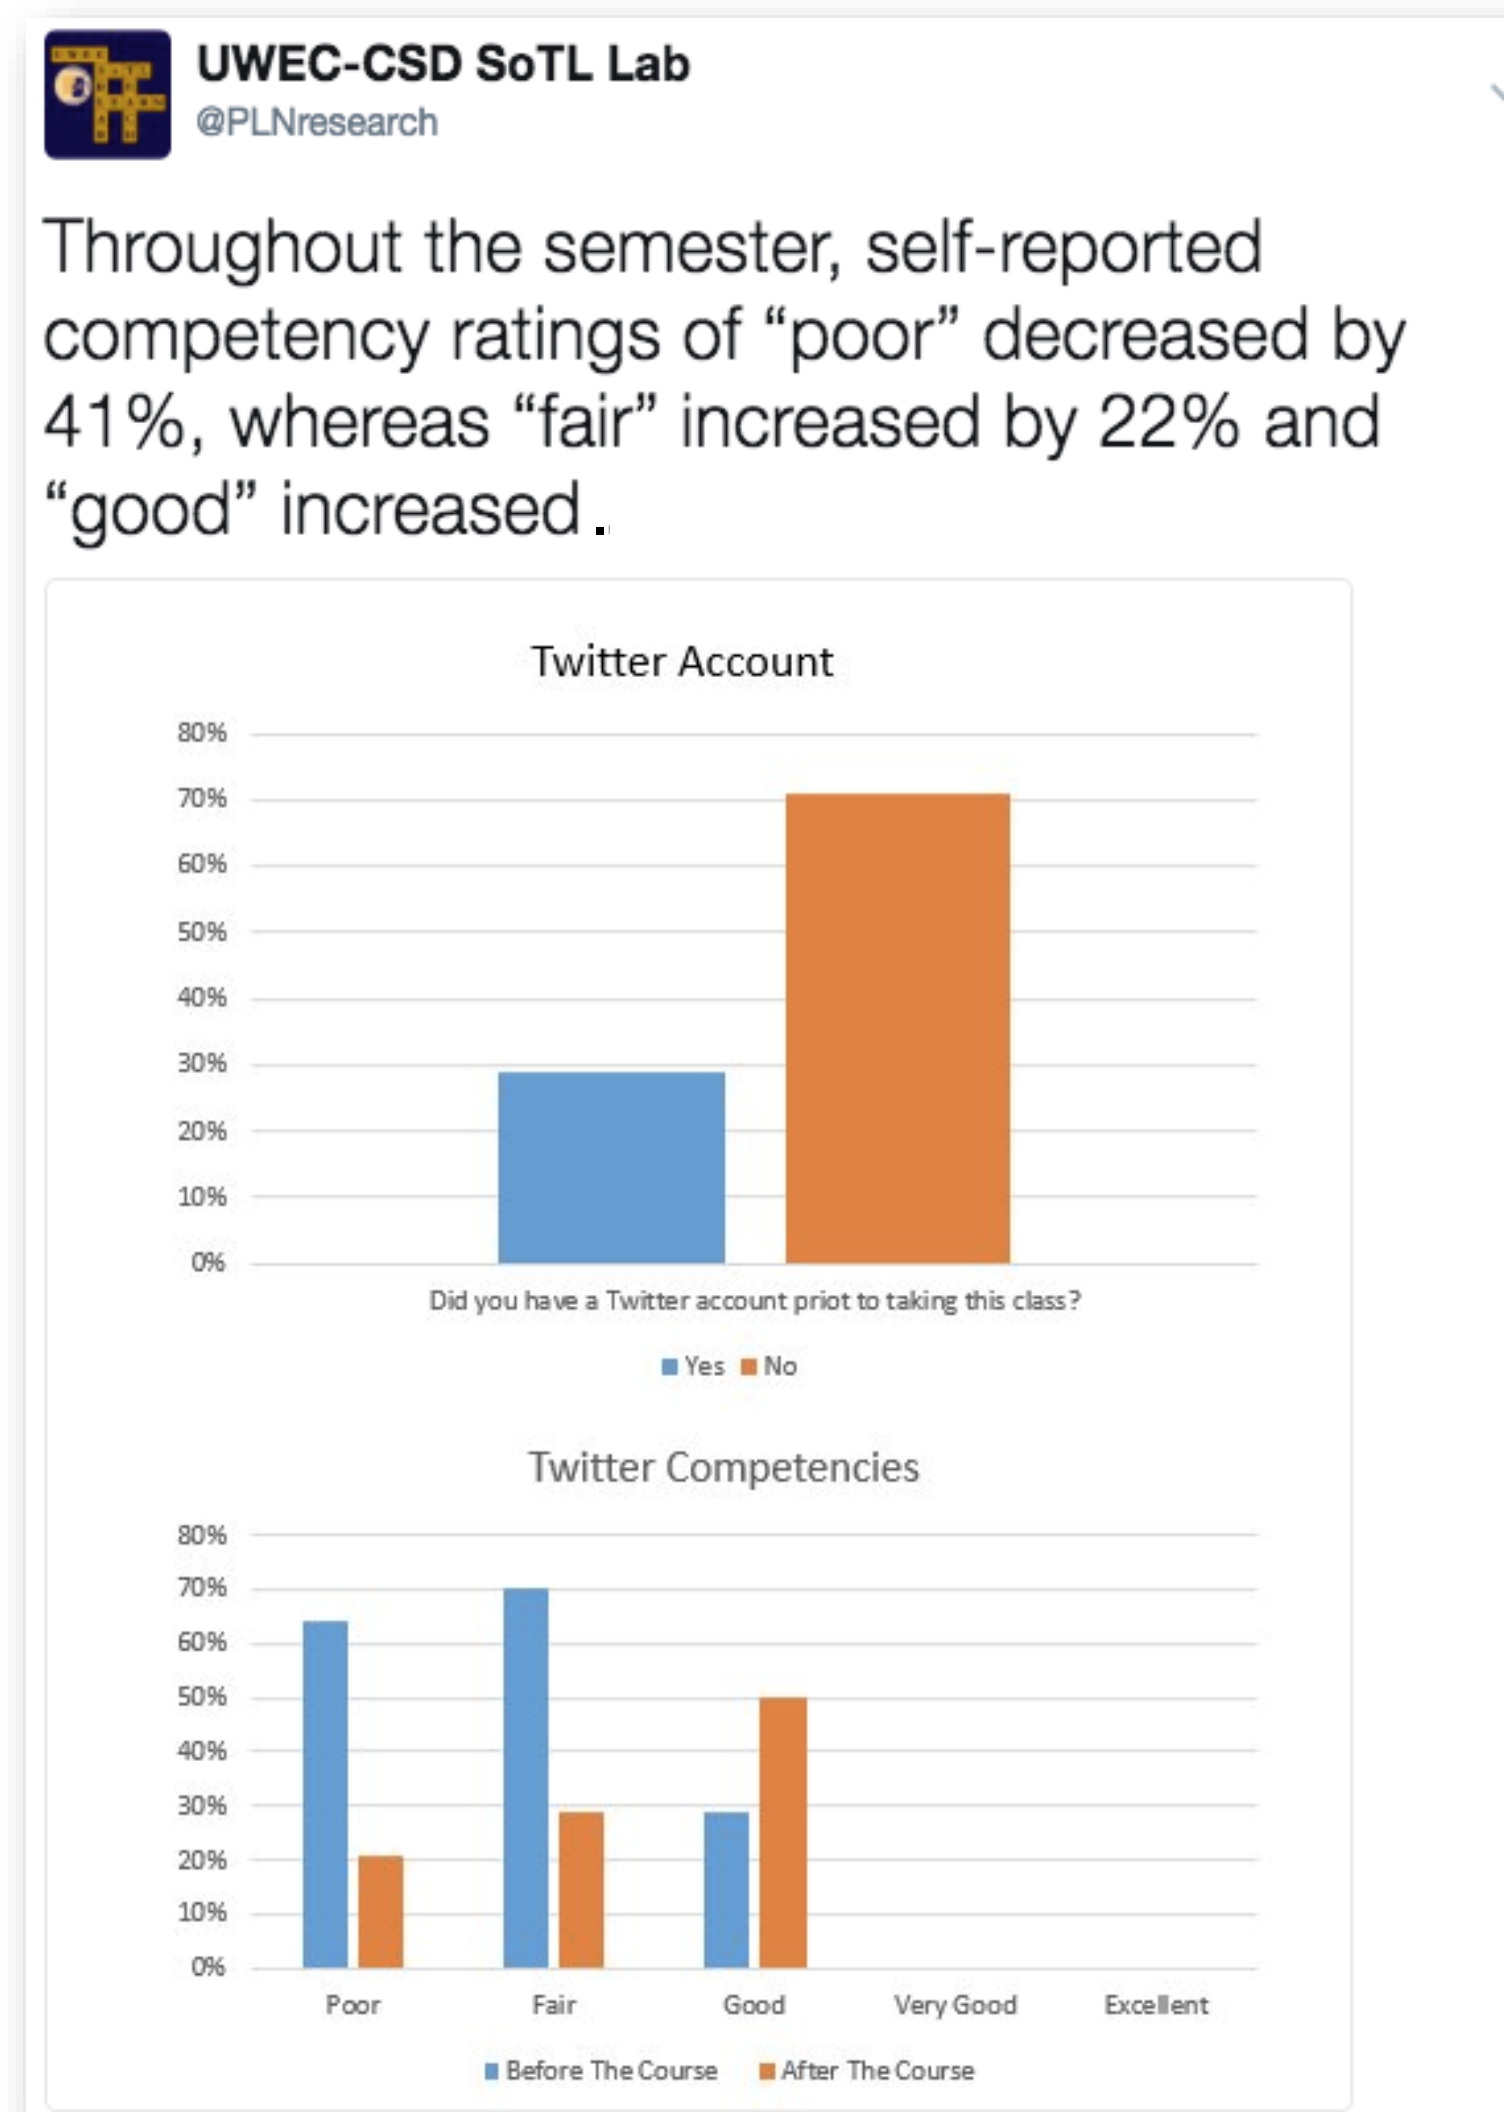 UWEC-CSD SoTL Lab
@PLNresearch
Throughout the semester, self-reported
competency ratings of “poor” decreased by
41%, whereas “fair” increased by 22% and
“good” increased .
Twitter Account
80%
70%
60%
50%
40%
30%
20%
10%
0%
Did you have a Twitter account priot to taking this class?
Yes No
Twitter Competencies
80%
70%
60%
50%
40%
30%
20%
10%
0%
Poor Fair Good Very Good Excellent
Before The Course After The Course